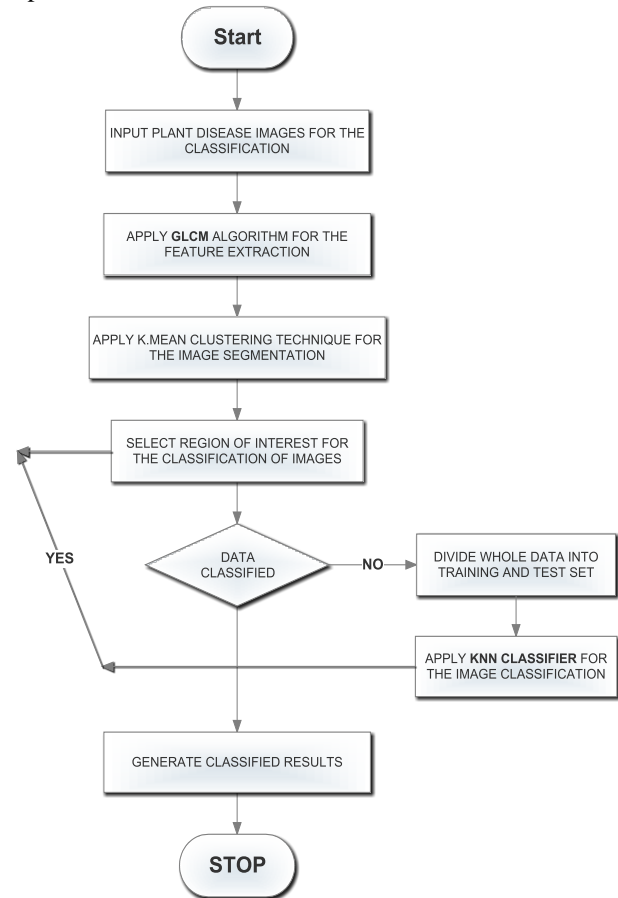 Start
INPUT PLANT DISEASE IMAGES FOR THE
CLASSIFICATION
APPLY GLCM ALGORITHM FOR THE
FEATURE EXTRACTION
APPLY K.MEAN CLUSTERING TECHNIQUE FOR
THE IMAGE SEGMENTATION
SELECT REGION OF INTEREST FOR
THE CLASSIFICATION OF IMAGES
YES
DATA
CLASSIFIED
NO
DIVIDE WHOLE DATA INTO
TRAINING AND TEST SET
APPLY KNN CLASSIFIER FOR
THE IMAGE CLASSIFICATION
GENERATE CLASSIFIED RESULTS
STOP